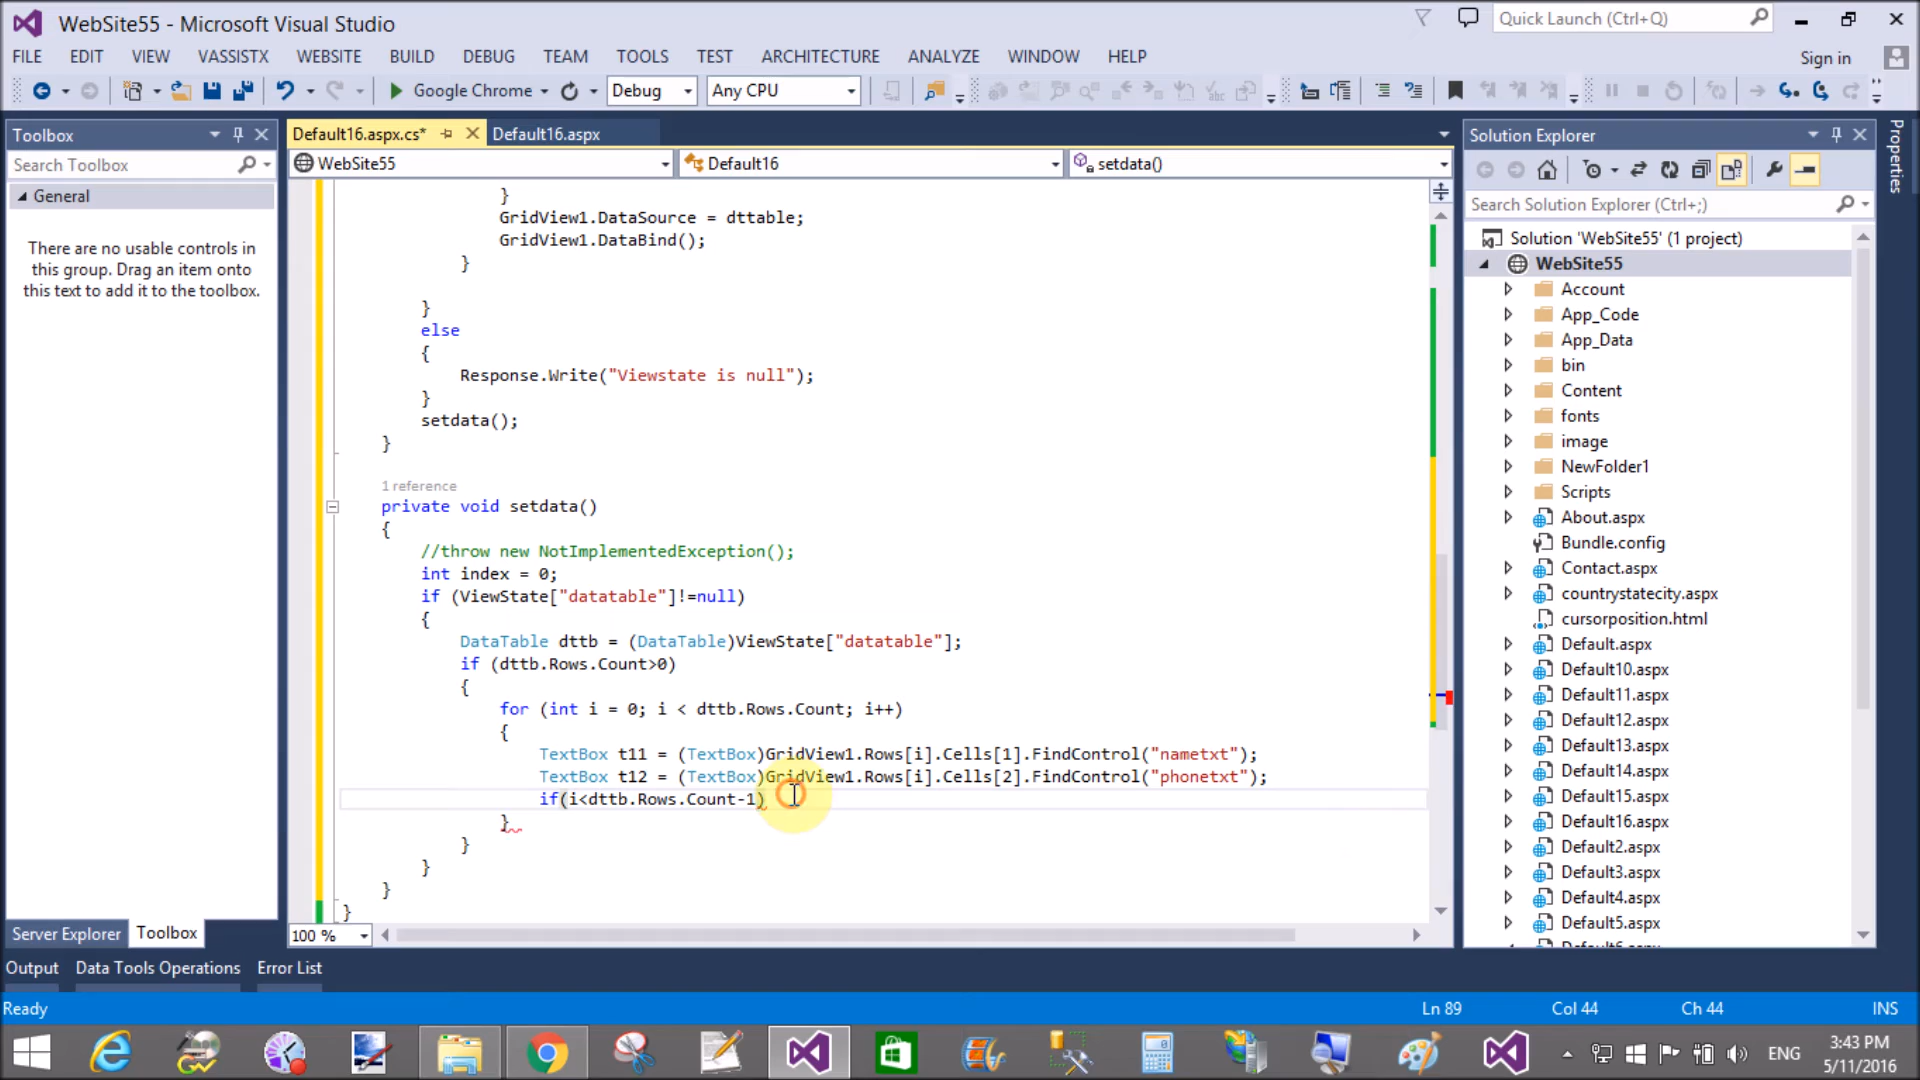 WebSite55 - Microsoft Visual Studio
Quick Launch (Ctrl+Q)
FILE EDIT VIEW VASSISTX WEBSITE BUILD DEBUG TEAM TOOLS TEST ARCHITECTURE ANALYZE WINDOW HELP
Sign in
Google Chrome Debug Any CPU
Toolbox
Search Toolbox
General
There are no usable controls in
this group. Drag an item onto
this text to add it to the toolbox.
Server Explorer Toolbox
Default16.aspx.cs* Default16.aspx
WebSite55 Default16 setdata()
}
GridView1.DataSource = dttable;
GridView1.DataBind();
}
}
else
{
Response.Write("Viewstate is null");
}
setdata();
}
1 reference
private void setdata()
{
//throw new NotImplementedException();
int index = 0;
if (ViewState["datatable"]!=null)
{
DataTable dttb = (DataTable)ViewState["datatable"];
if (dttb.Rows.Count>0)
{
for (int i = 0; i < dttb.Rows.Count; i++)
{
TextBox t11 = (TextBox)GridView1.Rows[i].Cells[1].FindControl("nametxt");
TextBox t12 = (TextBox)GridView1.Rows[i].Cells[2].FindControl("phonetxt");
if(i<dttb.Rows.Count-1)
}
}
}
}
}
100 %
Solution Explorer
Search Solution Explorer (Ctrl+;)
Solution 'WebSite55' (1 project)
WebSite55
Account
App_Code
App_Data
bin
Content
fonts
image
NewFolder1
Scripts
About.aspx
Bundle.config
Contact.aspx
countrystatecity.aspx
cursorposition.html
Default.aspx
Default10.aspx
Default11.aspx
Default12.aspx
Default13.aspx
Default14.aspx
Default15.aspx
Default16.aspx
Default2.aspx
Default3.aspx
Default4.aspx
Default5.aspx
Default6.aspx
Properties
Output Data Tools Operations Error List
Ready Ln 89 Col 44 Ch 44 INS
ENG
3:43 PM
5/11/2016